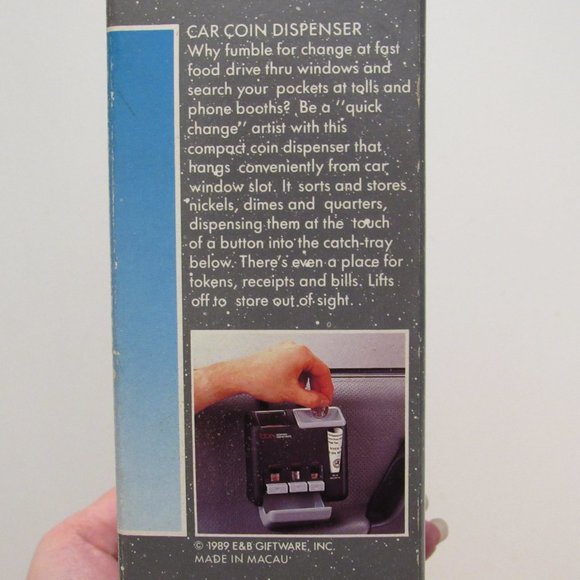 CAR COIN DISPENSER
Why fumble for change at fast
food drive thru windows and
search your pockets at tolls and
phone booths? Be a "quick
change" artist with this
compact coin dispenser that
hangs conveniently from car
window slot. It sorts and stores
nickels, dimes and quarters,
dispensing them at the touch
of a button into the catch-tray
below. There's even a place for
tokens, receipts and bills. Lifts
off to store out of sight.
© 1989 E&B GIFTWARE, INC.
MADE IN MACAU